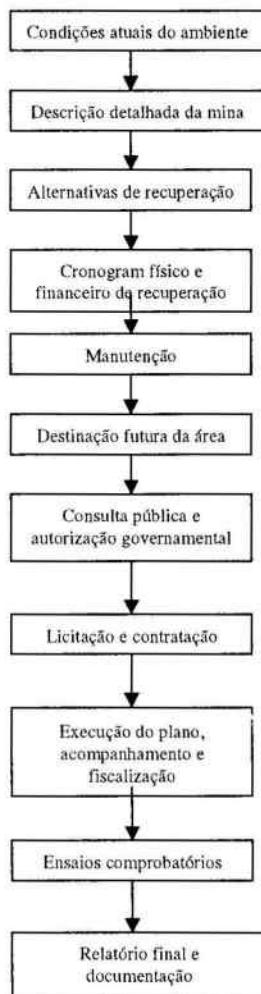 Condições atuais do ambiente
Descrição detalhada da mina
Alternativas de recuperação
Cronogram físico e
financeiro de recuperação
Manutenção
Destinação futura da área
Consulta pública e
autorização governamental
Licitação e contratação
Execução do plano,
acompanhamento e
fiscalização
Ensaios comprobatórios
Relatório final e
documentação